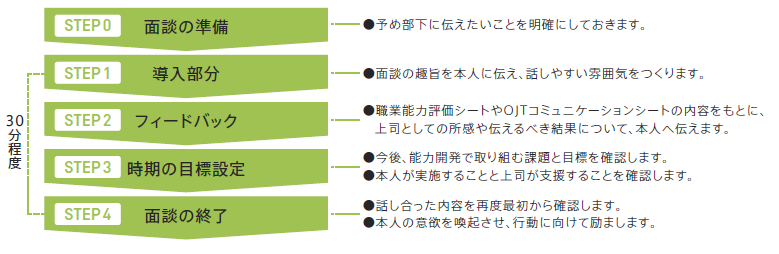 STEP 0 面談の準備
●予め部下に伝えたいことを明確にしておきます。
STEP 1 導入部分
●面談の趣旨を本人に伝え、話しやすい雰囲気をつくります。
30分程度
STEP 2 フィードバック
●職業能力評価シートやOJTコミュニケーションシートの内容をもとに、
上司としての所感や伝えるべき結果について、本人へ伝えます。
STEP 3 時期の目標設定
●今後、能力開発で取り組む課題と目標を確認します。
●本人が実施することと上司が支援することを確認します。
STEP 4 面談の終了
●話し合った内容を再度最初から確認します。
●本人の意欲を喚起させ、行動に向けて励まします。